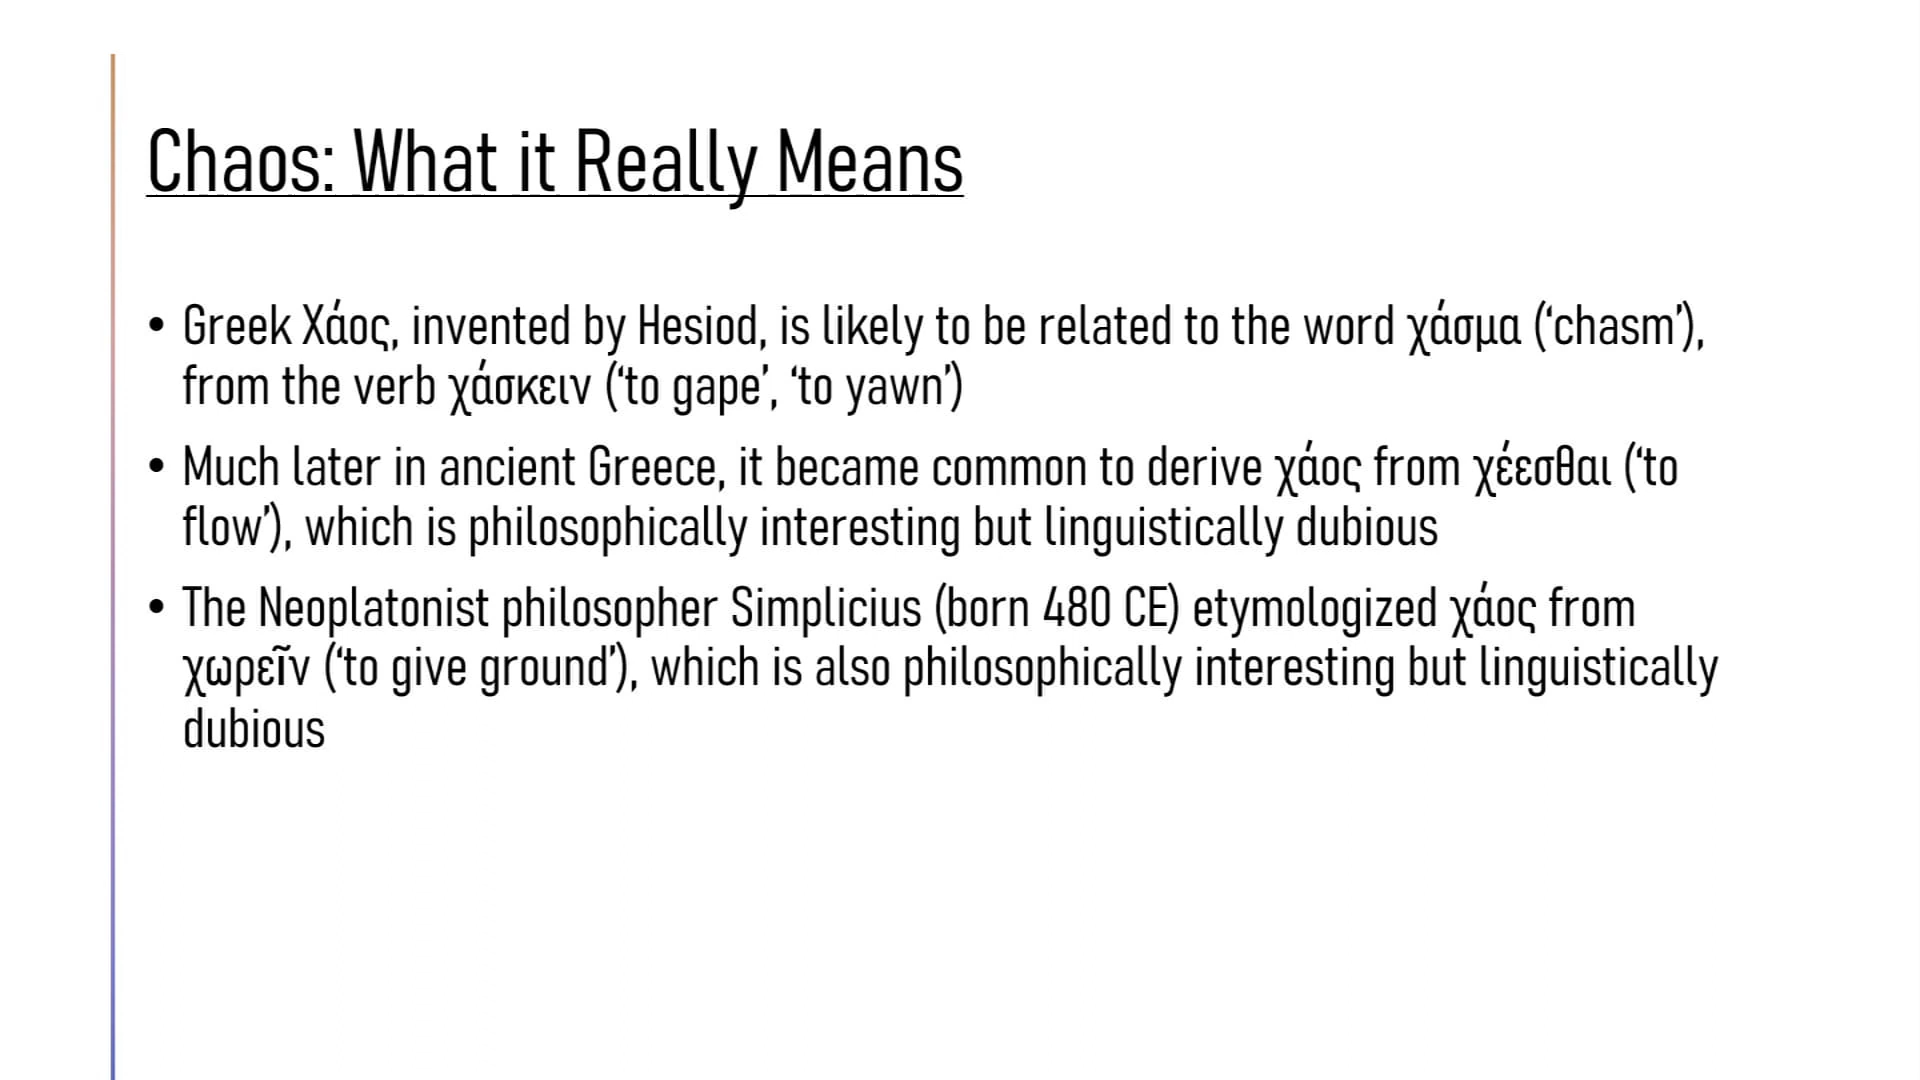 Chaos: What it Really Means
• Greek Χάος, invented by Hesiod, is likely to be related to the word χάσμα (‘chasm’),
from the verb χάσκειν (‘to gape’, ‘to yawn’)
• Much later in ancient Greece, it became common to derive χάος from χέεσθαι (‘to
flow’), which is philosophically interesting but linguistically dubious
• The Neoplatonist philosopher Simplicius (born 480 CE) etymologized χάος from
χωρεῖν (‘to give ground’), which is also philosophically interesting but linguistically
dubious